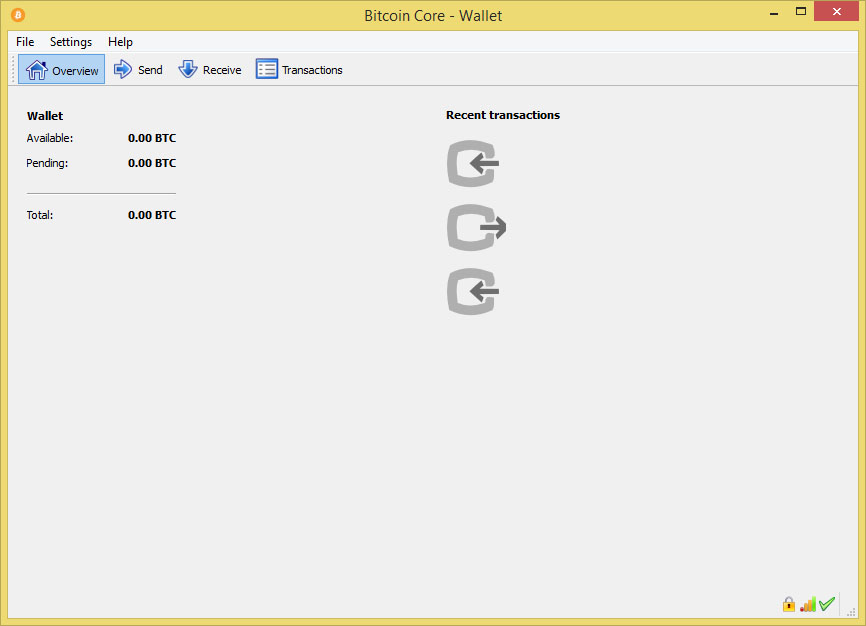 Bitcoin Core - Wallet
File Settings Help
Overview Send Receive Transactions
Wallet
Available: 0.00 BTC
Pending: 0.00 BTC
Total: 0.00 BTC
Recent transactions